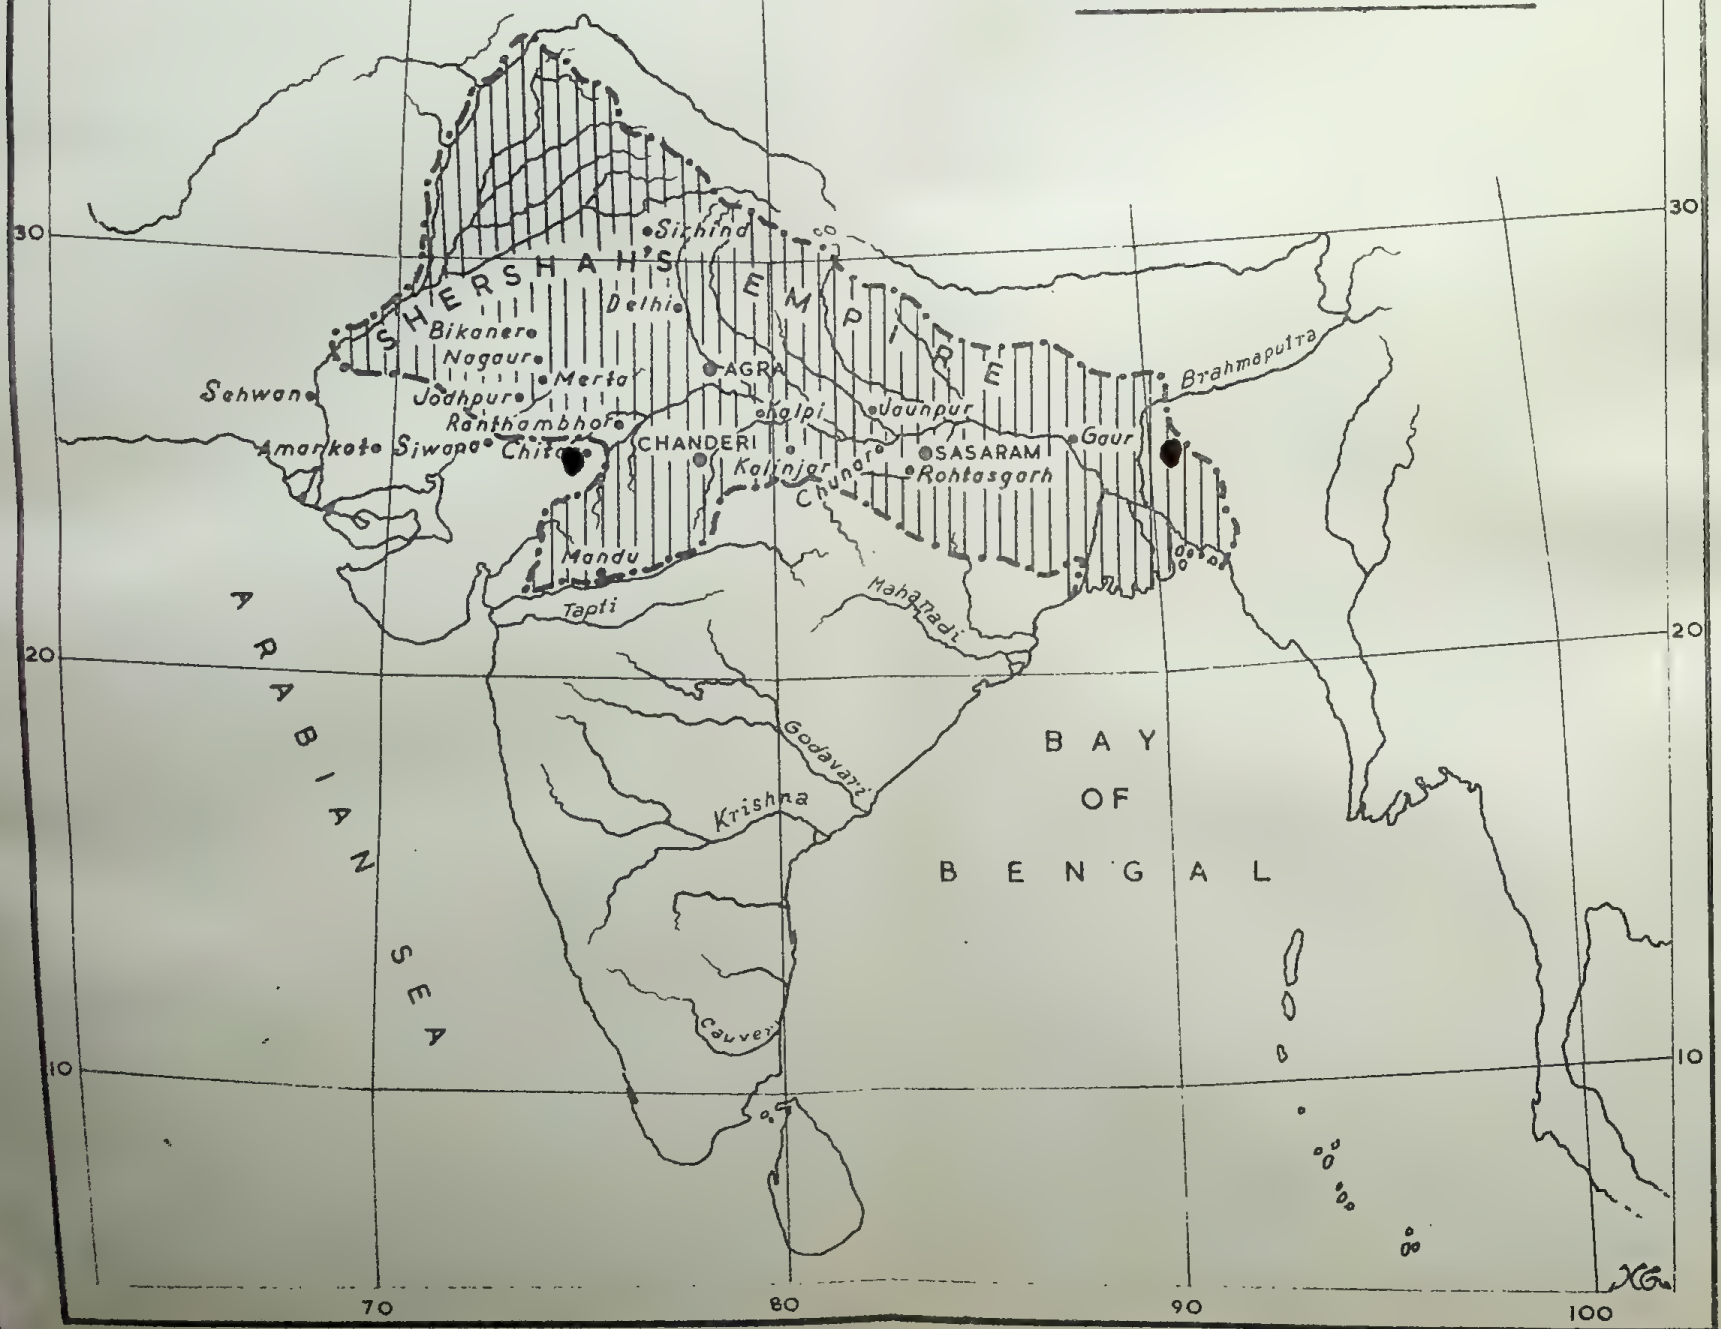 30
30
Sirhind
SHERSHAH'S EMPIRE
Delhi
Bikaner
Nagaur
AGRA
Merta
Brahmaputra
Sehwan
Jodhpur
Kalpi
Jaunpur
Ranthambhor
Gaur
Amarkot
Siwana
CHANDERI
SASARAM
Kalinjar
Chunar
Rohtasgarh
Mandu
Tapti
Mahanadi
20
20
ARABIAN SEA
BAY
OF
BENGAL
Godavari
Krishna
Cauveri
10
10
70
80
90
100